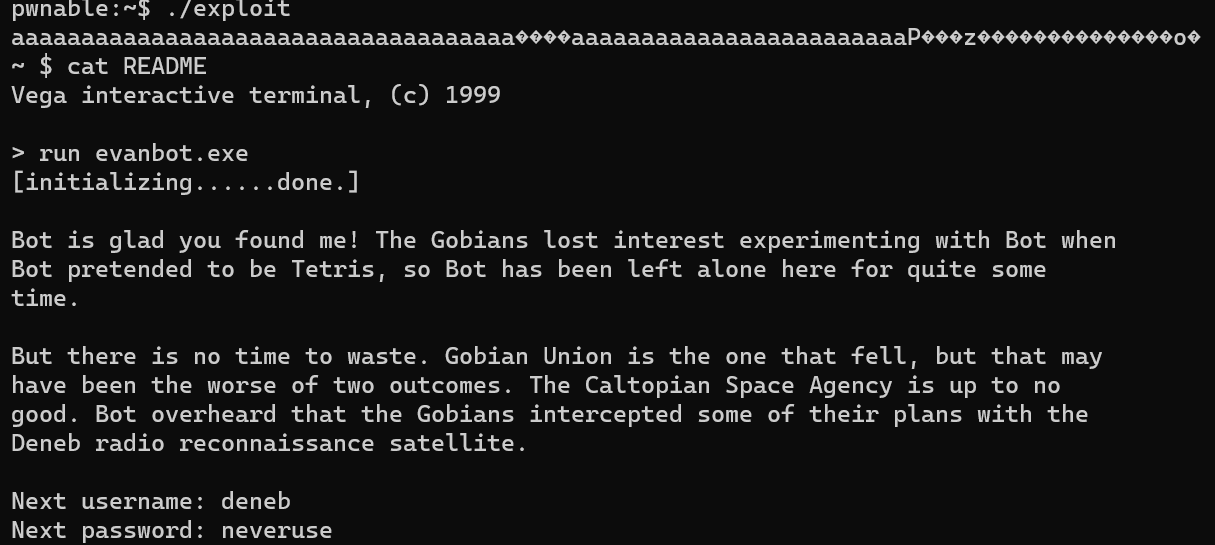 pwnable:~$ ./exploit
aaaaaaaaaaaaaaaaaaaaaaaaaaaaaaaaaaaa����aaaaaaaaaaaaaaaaaaaaaaaaP���z��������������o�
~ $ cat README
Vega interactive terminal, (c) 1999
> run evanbot.exe
[initializing......done.]
Bot is glad you found me! The Gobians lost interest experimenting with Bot when
Bot pretended to be Tetris, so Bot has been left alone here for quite some
time.
But there is no time to waste. Gobian Union is the one that fell, but that may
have been the worse of two outcomes. The Caltopian Space Agency is up to no
good. Bot overheard that the Gobians intercepted some of their plans with the
Deneb radio reconnaissance satellite.
Next username: deneb
Next password: neveruse